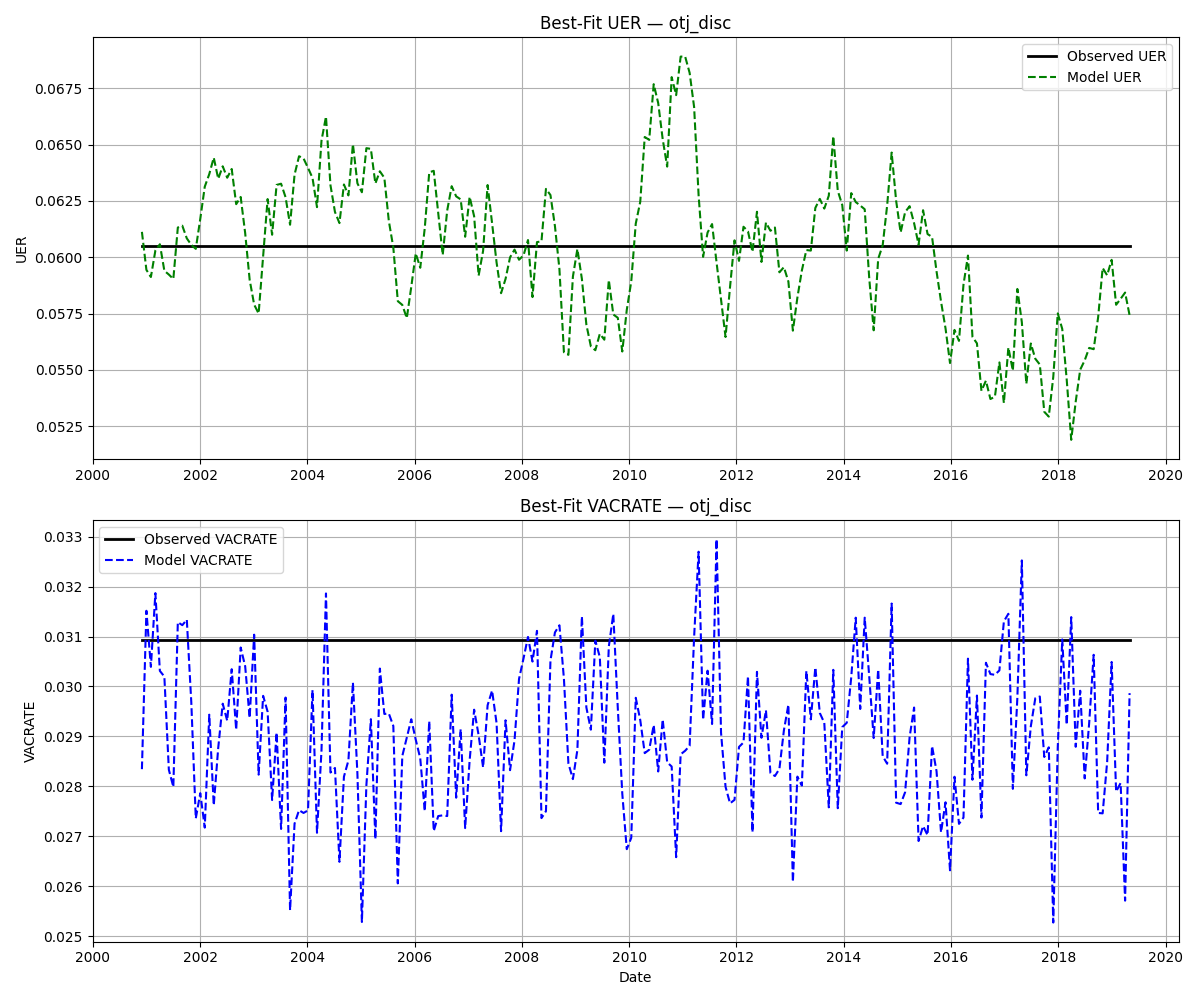 Best-Fit UER — otj_disc
Observed UER
Model UER
UER
0.0675
0.0650
0.0625
0.0600
0.0575
0.0550
0.0525
2000 2002 2004 2006 2008 2010 2012 2014 2016 2018 2020
Best-Fit VACRATE — otj_disc
Observed VACRATE
Model VACRATE
VACRATE
0.033
0.032
0.031
0.030
0.029
0.028
0.027
0.026
0.025
2000 2002 2004 2006 2008 2010 2012 2014 2016 2018 2020
Date